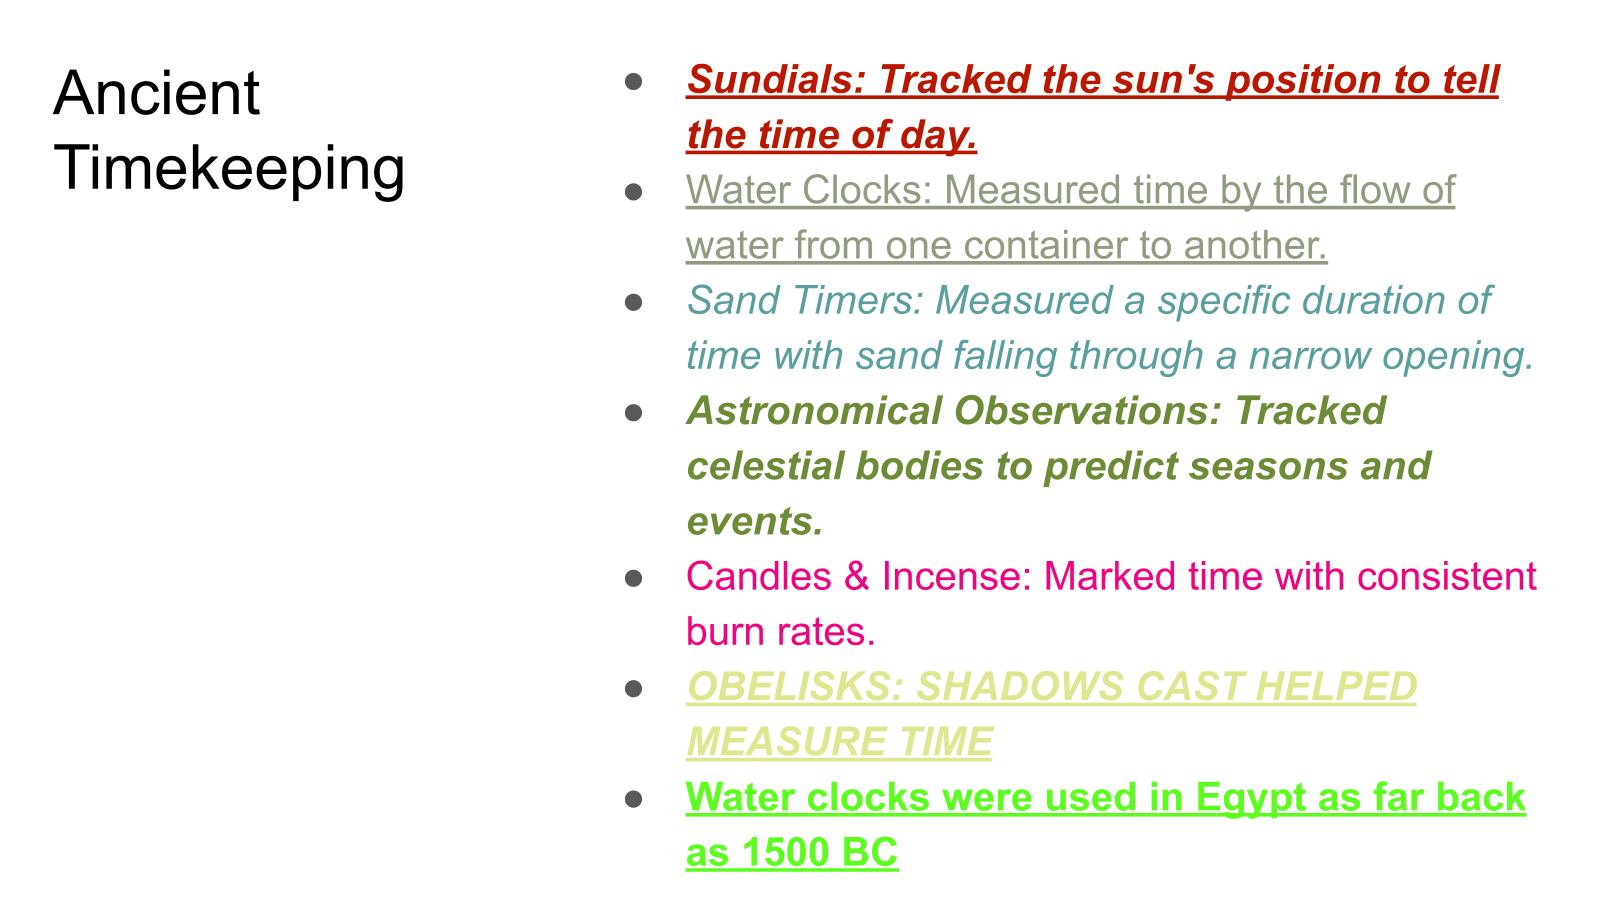 Ancient
Timekeeping
● Sundials: Tracked the sun's position to tell
the time of day.
● Water Clocks: Measured time by the flow of
water from one container to another.
● Sand Timers: Measured a specific duration of
time with sand falling through a narrow opening.
● Astronomical Observations: Tracked
celestial bodies to predict seasons and
events.
● Candles & Incense: Marked time with consistent
burn rates.
● OBELISKS: SHADOWS CAST HELPED
MEASURE TIME
● Water clocks were used in Egypt as far back
as 1500 BC